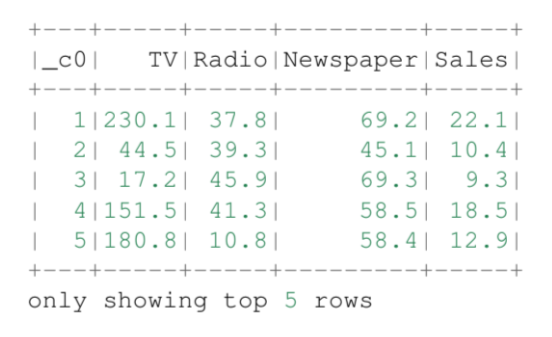 +---+-----+-----+---------+-----+
|_c0|   TV|Radio|Newspaper|Sales|
+---+-----+-----+---------+-----+
|  1|230.1| 37.8|     69.2| 22.1|
|  2| 44.5| 39.3|     45.1| 10.4|
|  3| 17.2| 45.9|     69.3|  9.3|
|  4|151.5| 41.3|     58.5| 18.5|
|  5|180.8| 10.8|     58.4| 12.9|
+---+-----+-----+---------+-----+
only showing top 5 rows